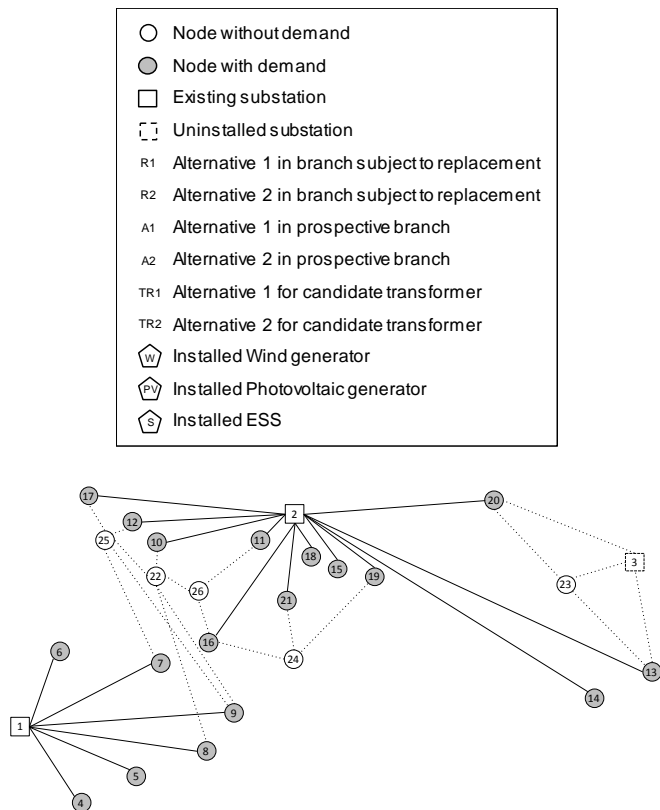 Node without demand
Node with demand
Existing substation
Uninstalled substation
R1 Alternative 1 in branch subject to replacement
R2 Alternative 2 in branch subject to replacement
A1 Alternative 1 in prospective branch
A2 Alternative 2 in prospective branch
TR1 Alternative 1 for candidate transformer
TR2 Alternative 2 for candidate transformer
W Installed Wind generator
PV Installed Photovoltaic generator
S Installed ESS
17
12
2
20
10
11
25
18
15
3
22
26
19
23
21
16
6
7
24
13
14
9
1
8
5
4